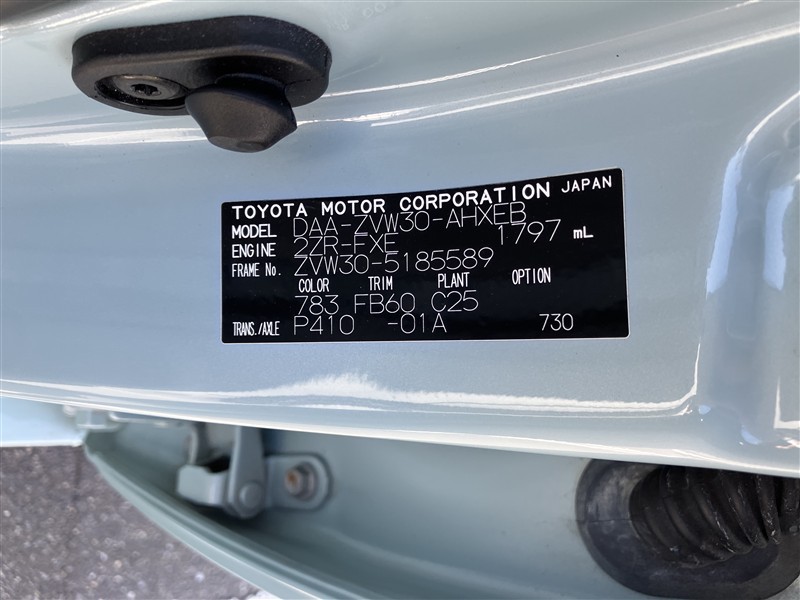 TOYOTA MOTOR CORPORATION JAPAN
MODEL DAA-ZVW30-AHXEB
ENGINE 2ZR-FXE 1797 mL
FRAME No. ZVW30-5185589
COLOR TRIM PLANT OPTION
783 FB60 C25
TRANS./AXLE P410 -01A 730